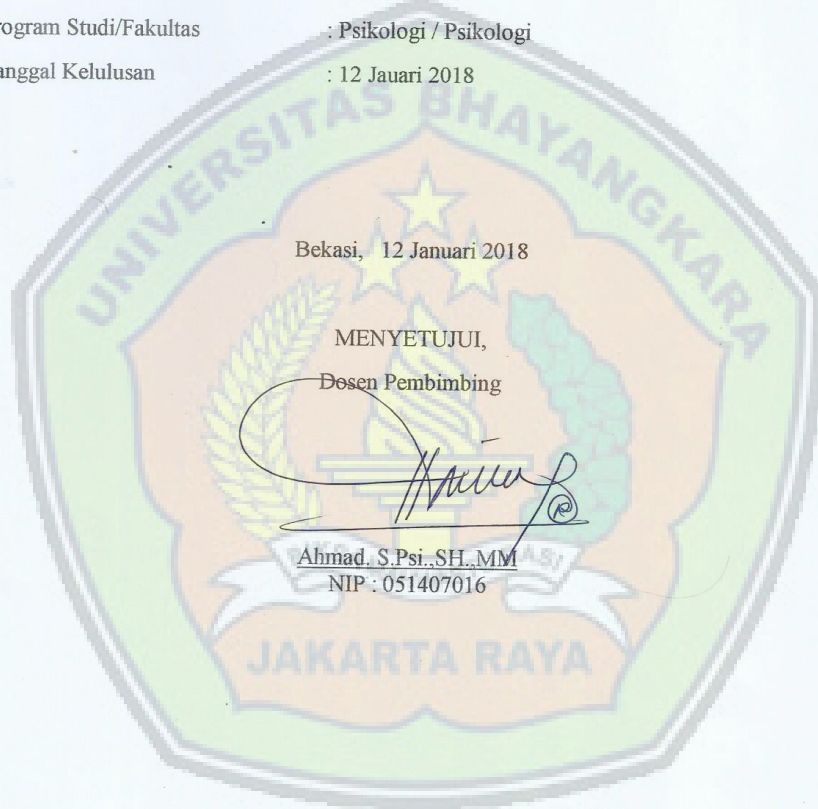 rogram Studi/Fakultas : Psikologi / Psikologi
anggal Kelulusan : 12 Jauari 2018
UNIVERSITAS BHAYANGKARA
Bekasi, 12 Januari 2018
MENYETUJUI,
Dosen Pembimbing
Ahmad. S.Psi.,SH.,MM
NIP : 051407016
JAKARTA RAYA